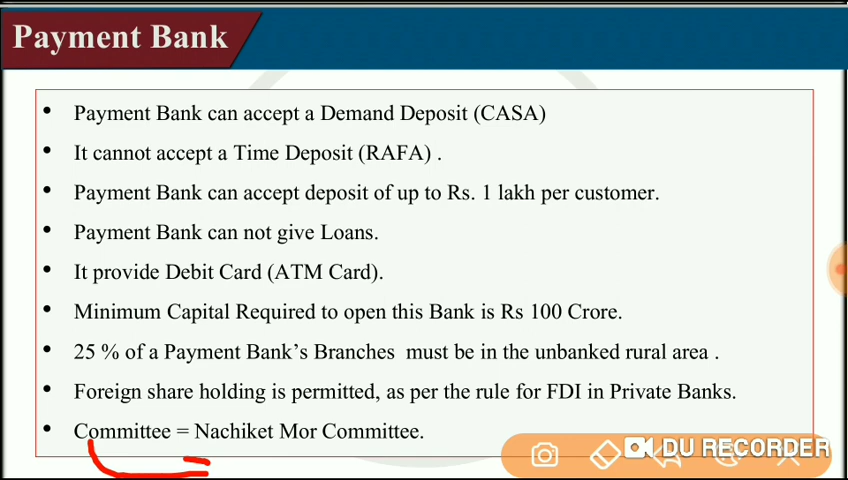 Payment Bank
• Payment Bank can accept a Demand Deposit (CASA)
• It cannot accept a Time Deposit (RAFA) .
• Payment Bank can accept deposit of up to Rs. 1 lakh per customer.
• Payment Bank can not give Loans.
• It provide Debit Card (ATM Card).
• Minimum Capital Required to open this Bank is Rs 100 Crore.
• 25 % of a Payment Bank's Branches must be in the unbanked rural area .
• Foreign share holding is permitted, as per the rule for FDI in Private Banks.
• Committee = Nachiket Mor Committee.
DU RECORDER